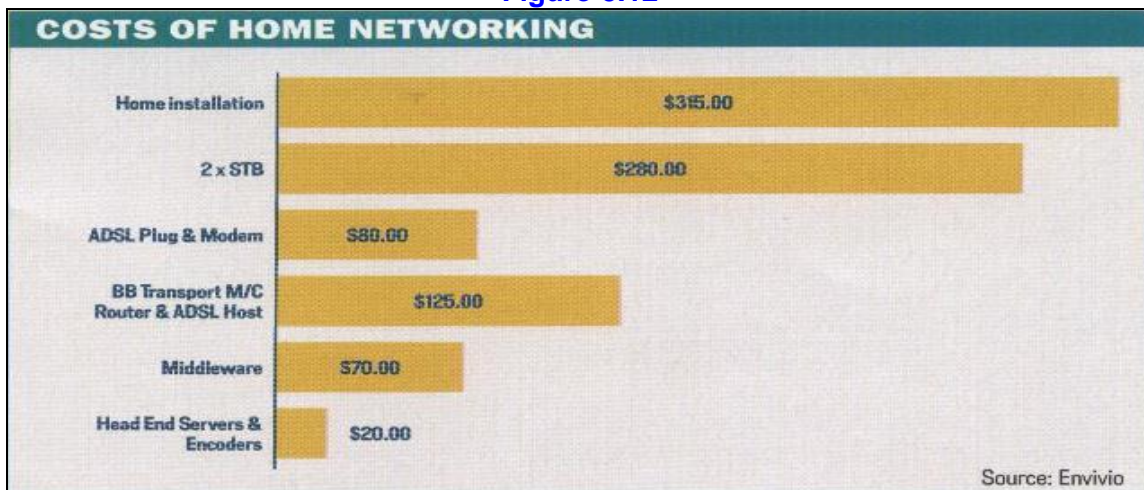 COSTS OF HOME NETWORKING
Home installation
$315.00
2 x STB
$280.00
ADSL Plug & Modem
$80.00
BB Transport M/C
Router & ADSL Host
$125.00
Middleware
$70.00
Head End Servers &
Encoders
$20.00
Source: Envivio